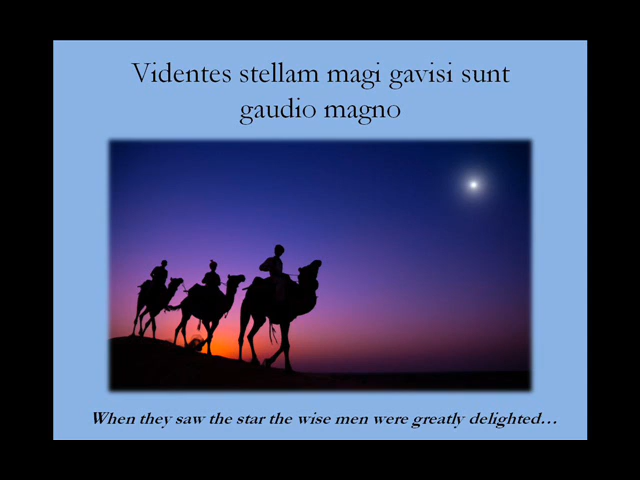 Videntes stellam magi gavisi sunt
gaudio magno
When they saw the star the wise men were greatly delighted…